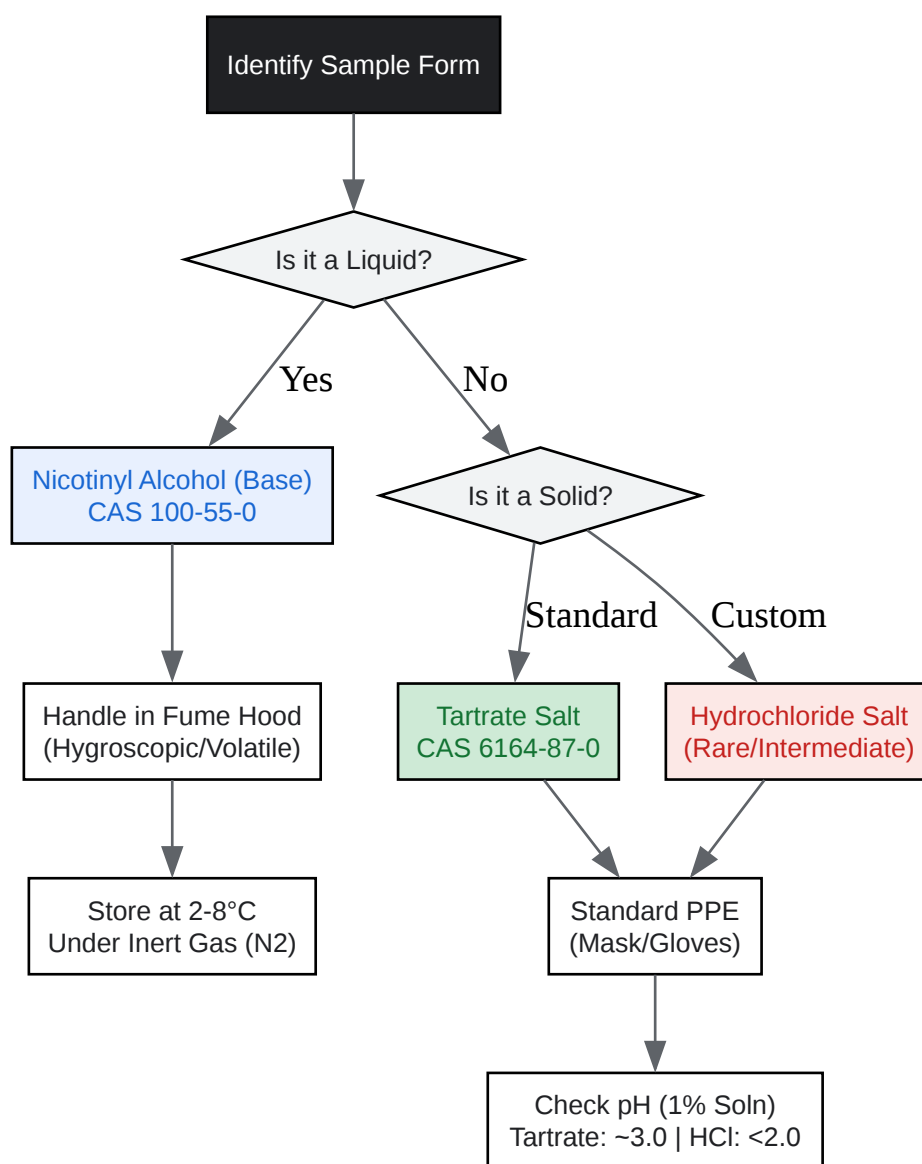 Identify Sample Form
Is it a Liquid?
Yes
No
Nicotinyl Alcohol (Base)
CAS 100-55-0
Is it a Solid?
Standard
Custom
Handle in Fume Hood
(Hygroscopic/Volatile)
Tartrate Salt
CAS 6164-87-0
Hydrochloride Salt
(Rare/Intermediate)
Store at 2-8°C
Under Inert Gas (N2)
Standard PPE
(Mask/Gloves)
Check pH (1% Soln)
Tartrate: ~3.0 | HCl: <2.0